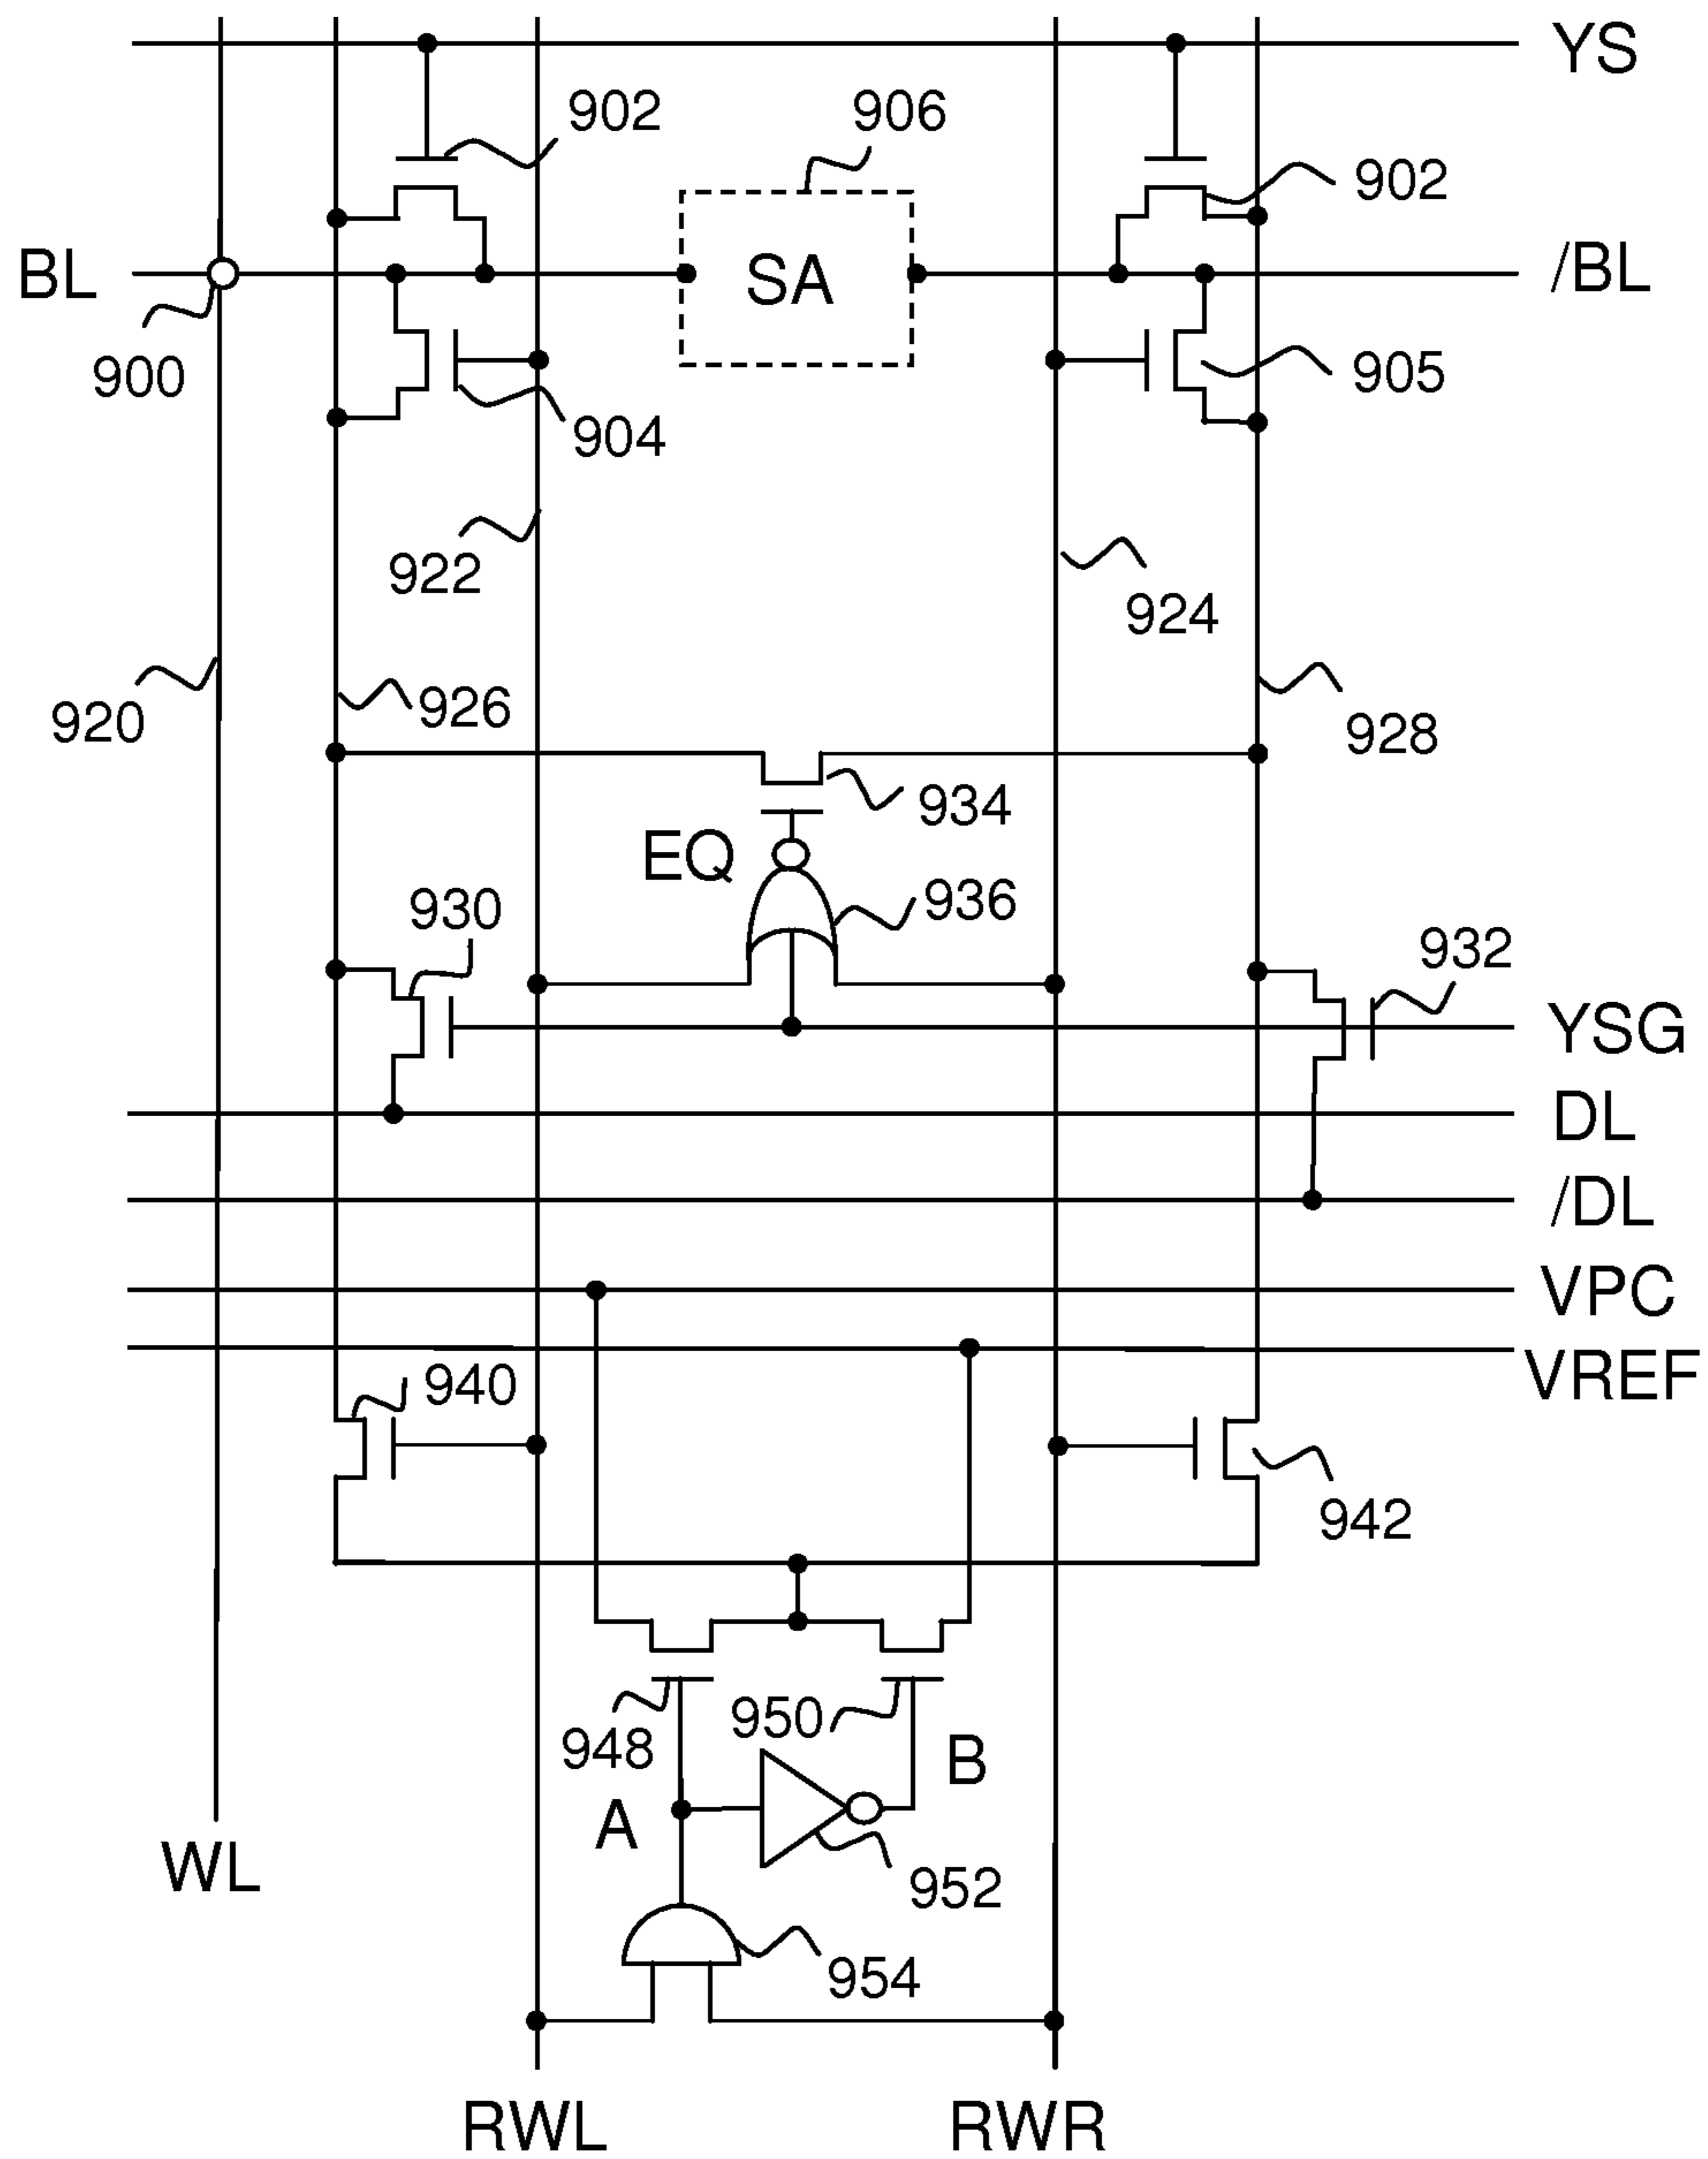 YS
902
906
902
BL
SA
/BL
900
904
905
922
924
920
926
928
934
EQ
930
936
932
YSG
DL
/DL
VPC
VREF
940
942
948
950
B
A
WL
952
954
RWL
RWR